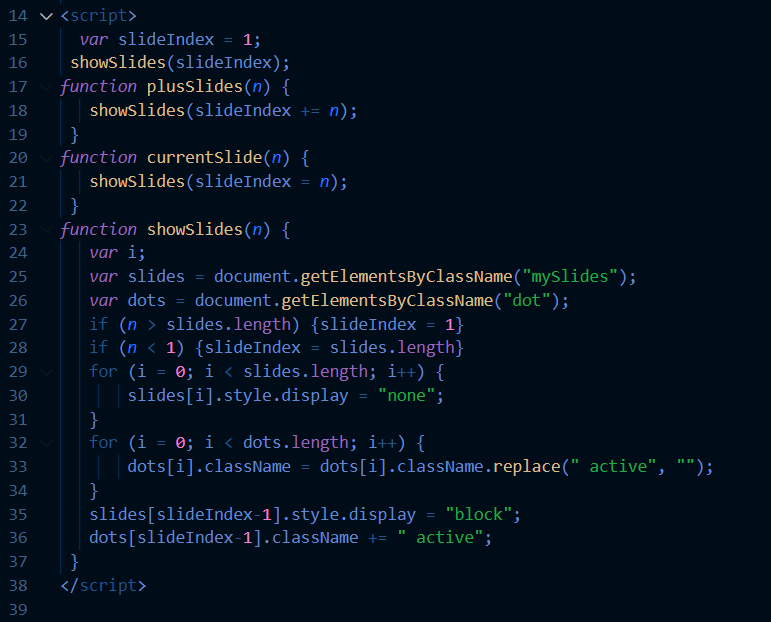 14 <script>
15 var slideIndex = 1;
16 showSlides(slideIndex);
17 function plusSlides(n) {
18 showSlides(slideIndex += n);
19 }
20 function currentSlide(n) {
21 showSlides(slideIndex = n);
22 }
23 function showSlides(n) {
24 var i;
25 var slides = document.getElementsByClassName("mySlides");
26 var dots = document.getElementsByClassName("dot");
27 if (n > slides.length) {slideIndex = 1}
28 if (n < 1) {slideIndex = slides.length}
29 for (i = 0; i < slides.length; i++) {
30 slides[i].style.display = "none";
31 }
32 for (i = 0; i < dots.length; i++) {
33 dots[i].className = dots[i].className.replace(" active", "");
34 }
35 slides[slideIndex-1].style.display = "block";
36 dots[slideIndex-1].className += " active";
37 }
38 </script>
39